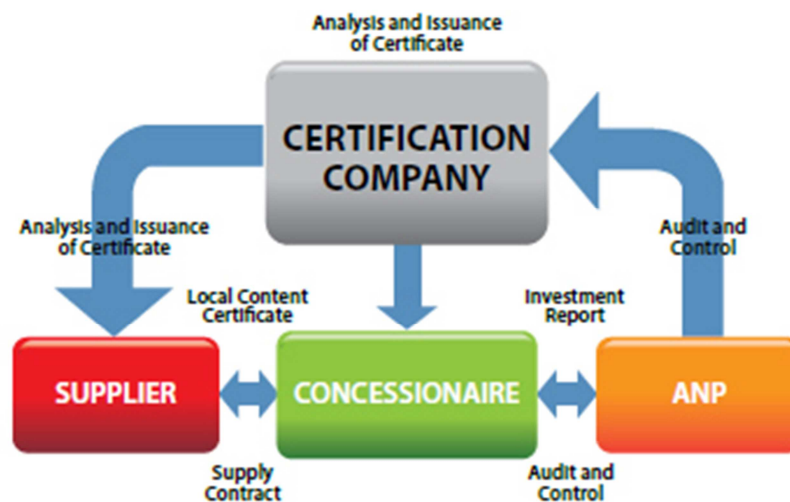 Analysis and Issuance
of Certificate
CERTIFICATION
COMPANY
Analysis and Issuance
of Certificate
Audit and
Control
Local Content
Certificate
Investment
Report
SUPPLIER
CONCESSIONAIRE
ANP
Supply
Contract
Audit and
Control